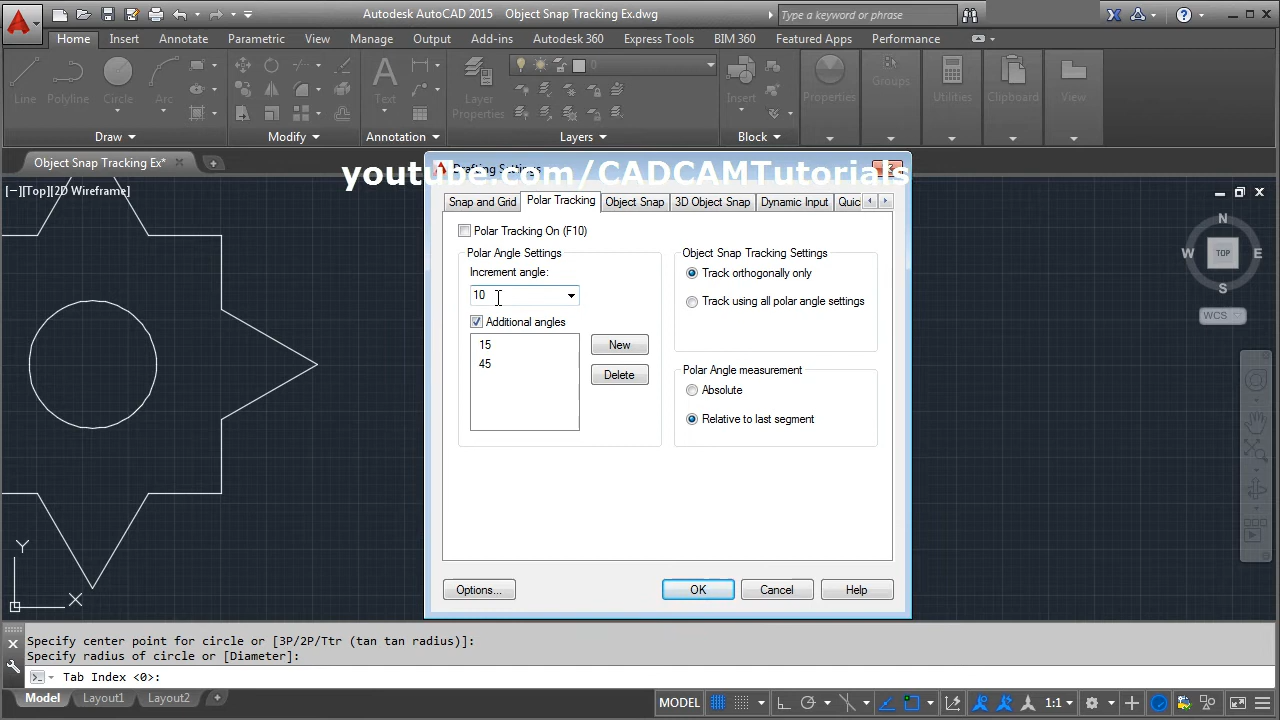 Autodesk AutoCAD 2015 Object Snap Tracking Ex.dwg
Type a keyword or phrase
Home Insert Annotate Parametric View Manage Output Add-ins Autodesk 360 Express Tools BIM 360 Featured Apps Performance
0
Line Polyline Circle Arc Text Layer Properties Insert Properties Groups Utilities Clipboard View
Draw Modify Annotation Layers Block
Object Snap Tracking Ex*
youtube.com/CADCAMTutorials
Drafting Settings
[−][Top][2D Wireframe]
Snap and Grid Polar Tracking Object Snap 3D Object Snap Dynamic Input Quic
Polar Tracking On (F10)
Polar Angle Settings
Increment angle:
10
Additional angles
15
45
New
Delete
Object Snap Tracking Settings
Track orthogonally only
Track using all polar angle settings
Polar Angle measurement
Absolute
Relative to last segment
Options... OK Cancel Help
N
W TOP E
S
WCS
Y
X
Specify center point for circle or [3P/2P/Ttr (tan tan radius)]:
Specify radius of circle or [Diameter]:
Tab Index <0>:
Model Layout1 Layout2
MODEL 1:1